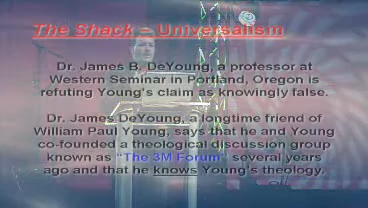 The Shack = Universalism
Dr. James B. DeYoung, a professor at
Western Seminar in Portland, Oregon is
refuting Young's claim as knowingly false.
Dr. James DeYoung, a longtime friend of
William Paul Young, says that he and Young
co-founded a theological discussion group
known as "The 3M Forum" several years
ago and that he knows Young's theology.